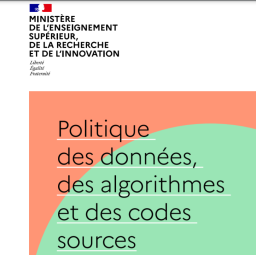 MINISTÈRE
DE L'ENSEIGNEMENT
SUPÉRIEUR,
DE LA RECHERCHE
ET DE L'INNOVATION
Liberté
Égalité
Fraternité
Politique
des données,
des algorithmes
et des codes
sources